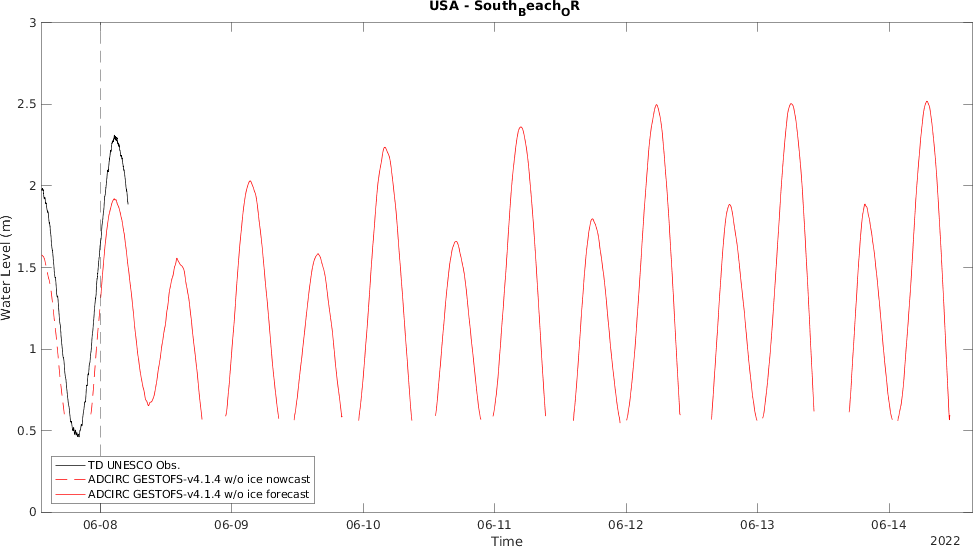 USA - SouthBeachOR
3
2.5
2
1.5
1
0.5
0
Water Level (m)
TD UNESCO Obs.
ADCIRC GESTOFS-v4.1.4 w/o ice nowcast
ADCIRC GESTOFS-v4.1.4 w/o ice forecast
06-08 06-09 06-10 06-11 06-12 06-13 06-14
Time
2022